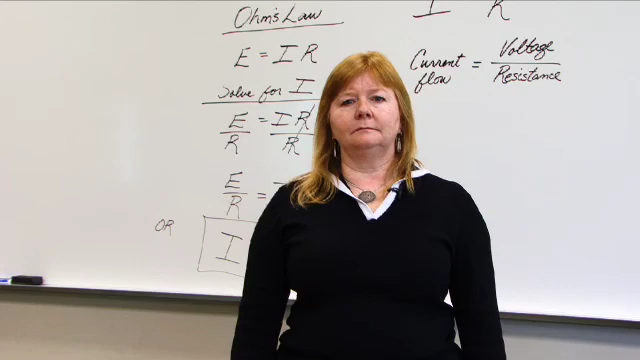 Ohm's Law
E = I R
Solve for I
E = I R
R R
E =
R
OR I
I R
Current flow = Voltage
Resistance